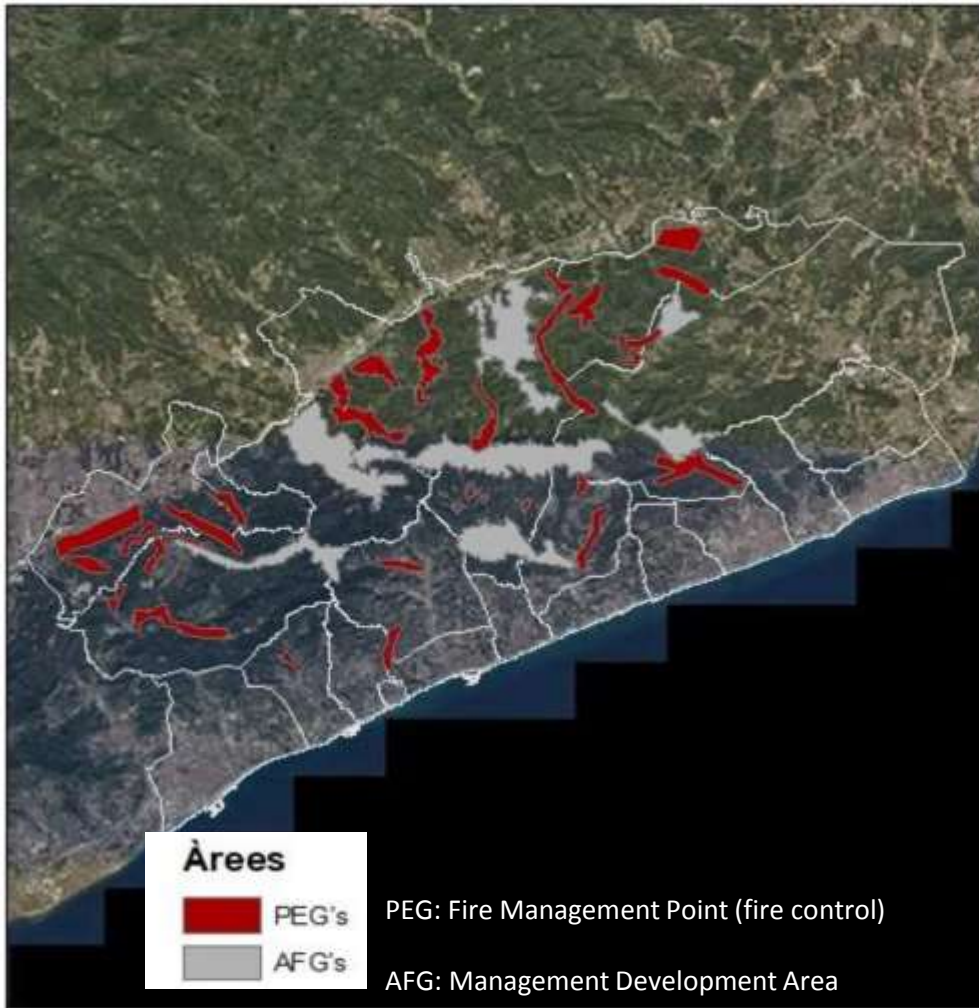 Àrees
PEG's
PEG: Fire Management Point (fire control)
AFG's
AFG: Management Development Area